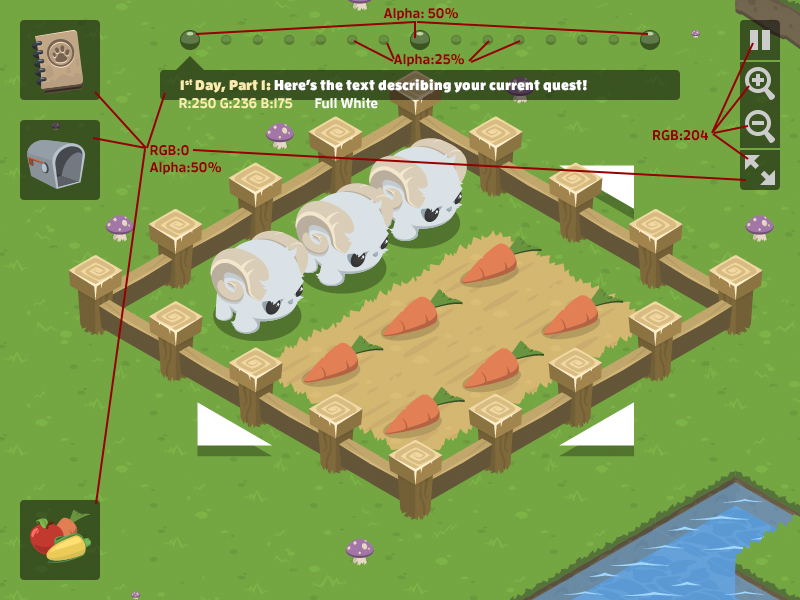 Alpha: 50%
Alpha:25%
1st Day, Part 1: Here's the text describing your current quest!
R:250 G:236 B:175 Full White
RGB:204
RGB:0
Alpha:50%